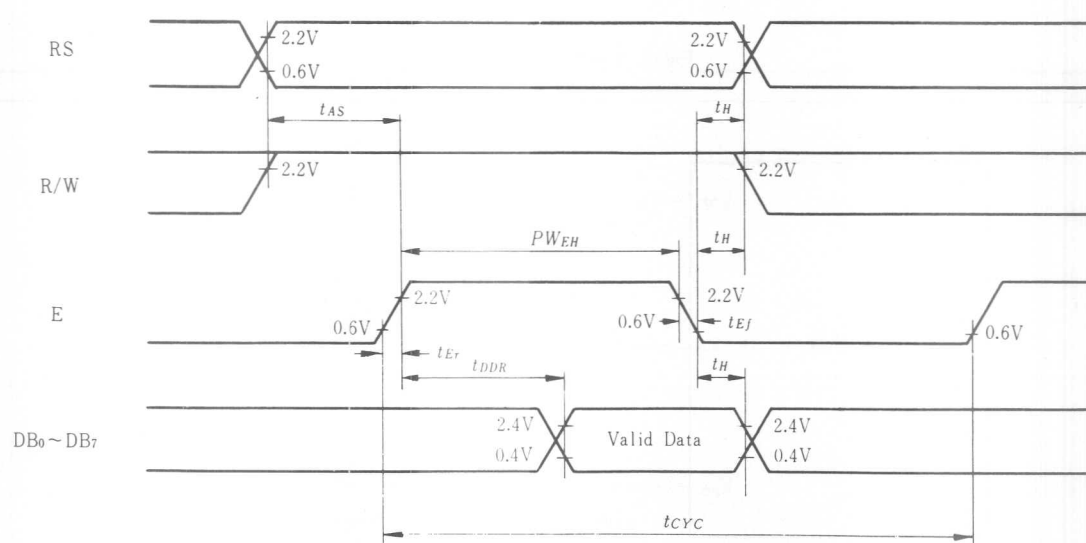 RS
2.2V
2.2V
0.6V
0.6V
tAS
tH
R/W
2.2V
2.2V
PWEH
tH
E
2.2V
2.2V
0.6V
0.6V
tEf
0.6V
tEr
tDDR
tH
DB₀~DB₇
2.4V
Valid Data
2.4V
0.4V
0.4V
tCYC